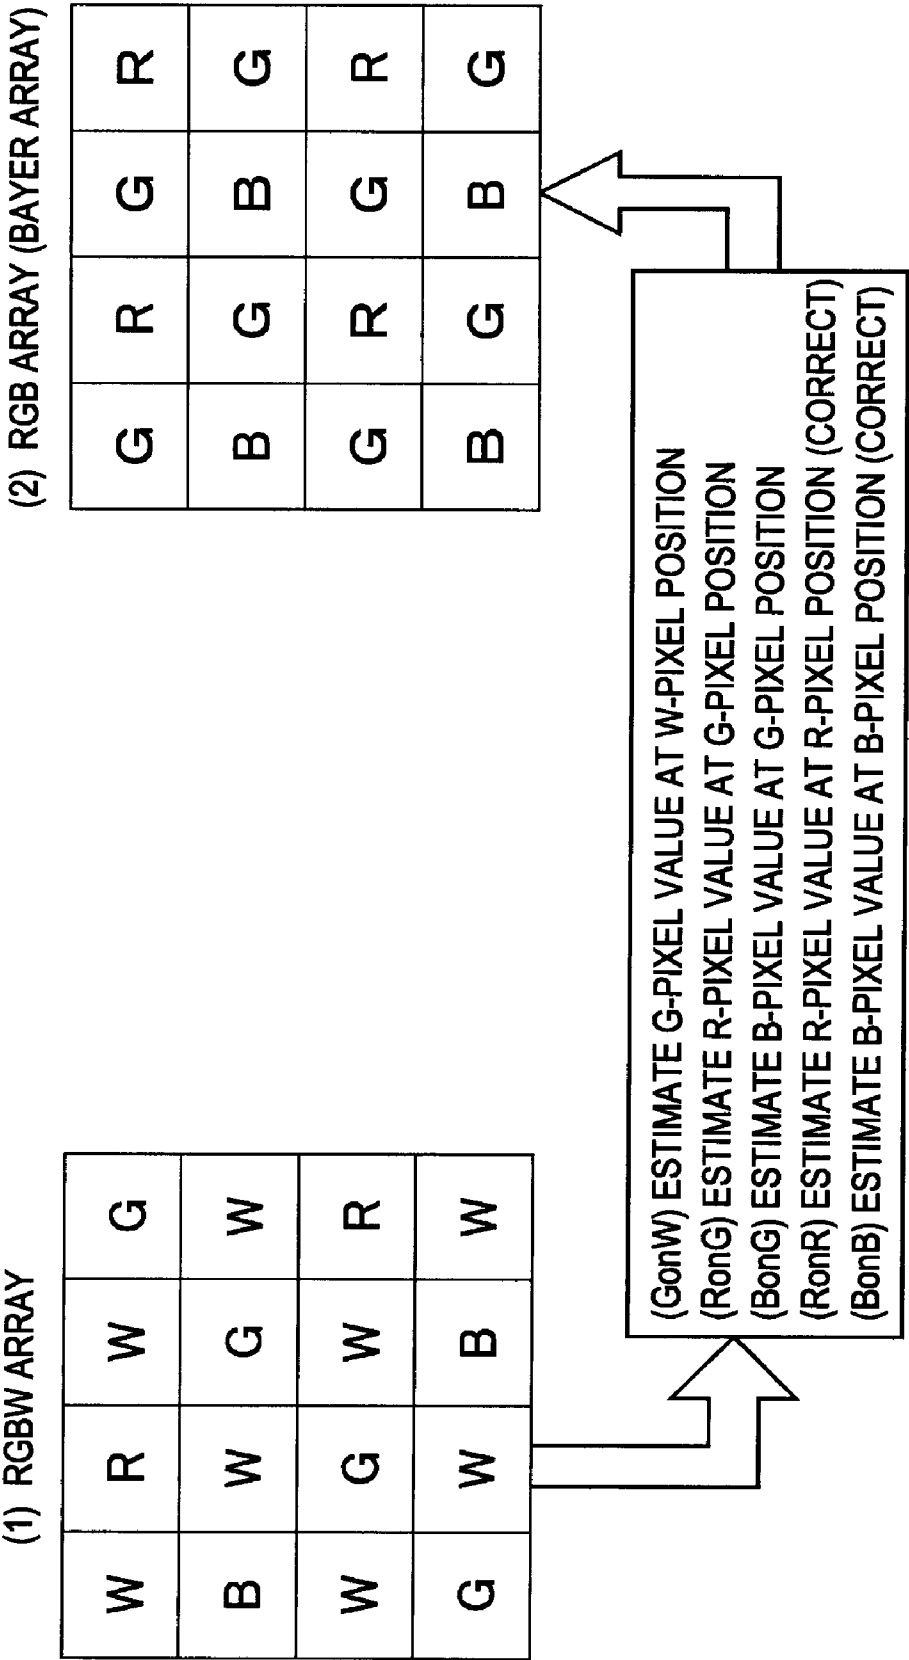 (1) RGBW ARRAY
W R W G
B W G W
W G W R
G W B W
(GonW) ESTIMATE G-PIXEL VALUE AT W-PIXEL POSITION
(RonG) ESTIMATE R-PIXEL VALUE AT G-PIXEL POSITION
(BonG) ESTIMATE B-PIXEL VALUE AT G-PIXEL POSITION
(RonR) ESTIMATE R-PIXEL VALUE AT R-PIXEL POSITION (CORRECT)
(BonB) ESTIMATE B-PIXEL VALUE AT B-PIXEL POSITION (CORRECT)
(2) RGB ARRAY (BAYER ARRAY)
G R G R
B G B G
G R G R
B G B G